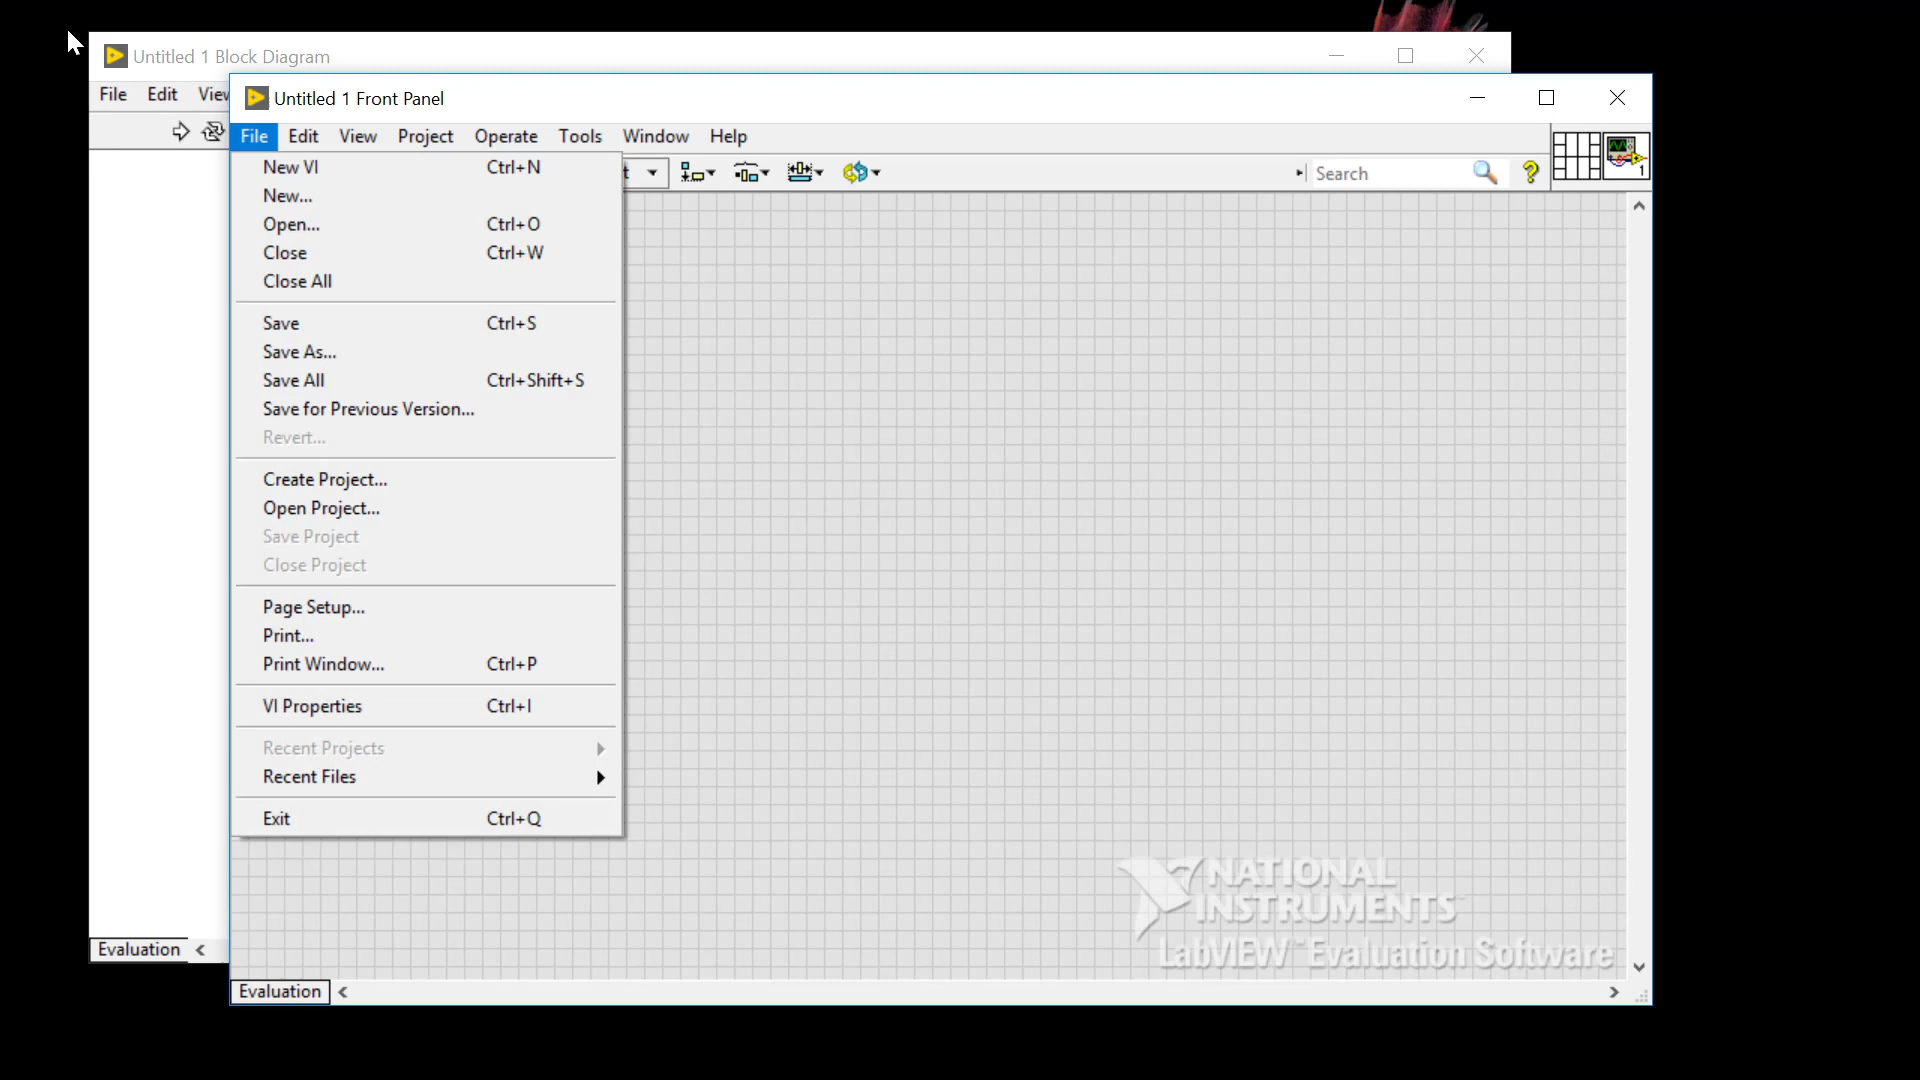 Untitled 1 Block Diagram
File Edit View
Untitled 1 Front Panel
File Edit View Project Operate Tools Window Help
t
Search
1
New VI Ctrl+N
New...
Open... Ctrl+O
Close Ctrl+W
Close All
Save Ctrl+S
Save As...
Save All Ctrl+Shift+S
Save for Previous Version...
Revert...
Create Project...
Open Project...
Save Project
Close Project
Page Setup...
Print...
Print Window... Ctrl+P
VI Properties Ctrl+I
Recent Projects
Recent Files
Exit Ctrl+Q
NATIONAL
INSTRUMENTS™
LabVIEW™ Evaluation Software
Evaluation
Evaluation